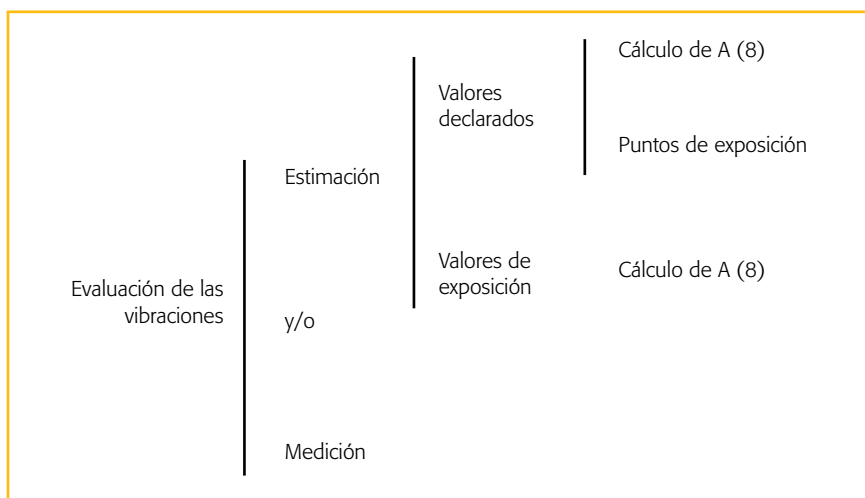 Evaluación de las
vibraciones
Estimación
y/o
Medición
Valores
declarados
Valores de
exposición
Cálculo de A (8)
Puntos de exposición
Cálculo de A (8)